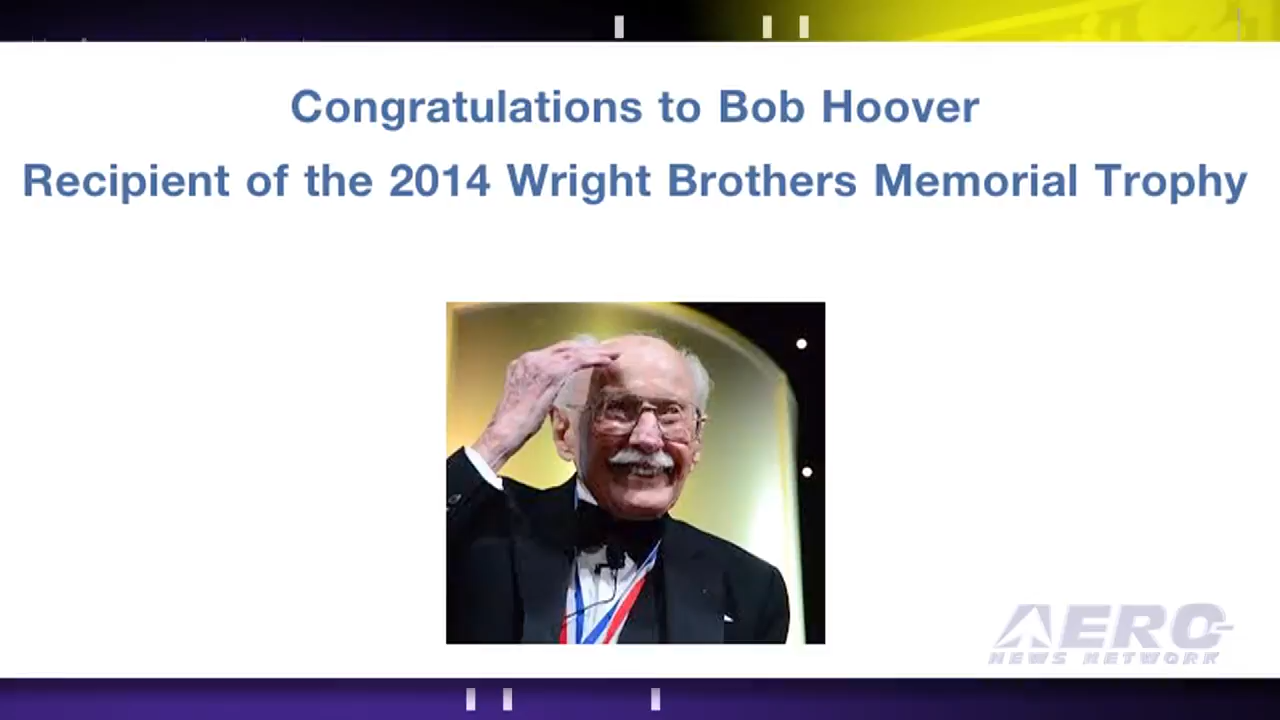 Congratulations to Bob Hoover
Recipient of the 2014 Wright Brothers Memorial Trophy
AERO
NEWS NETWORK